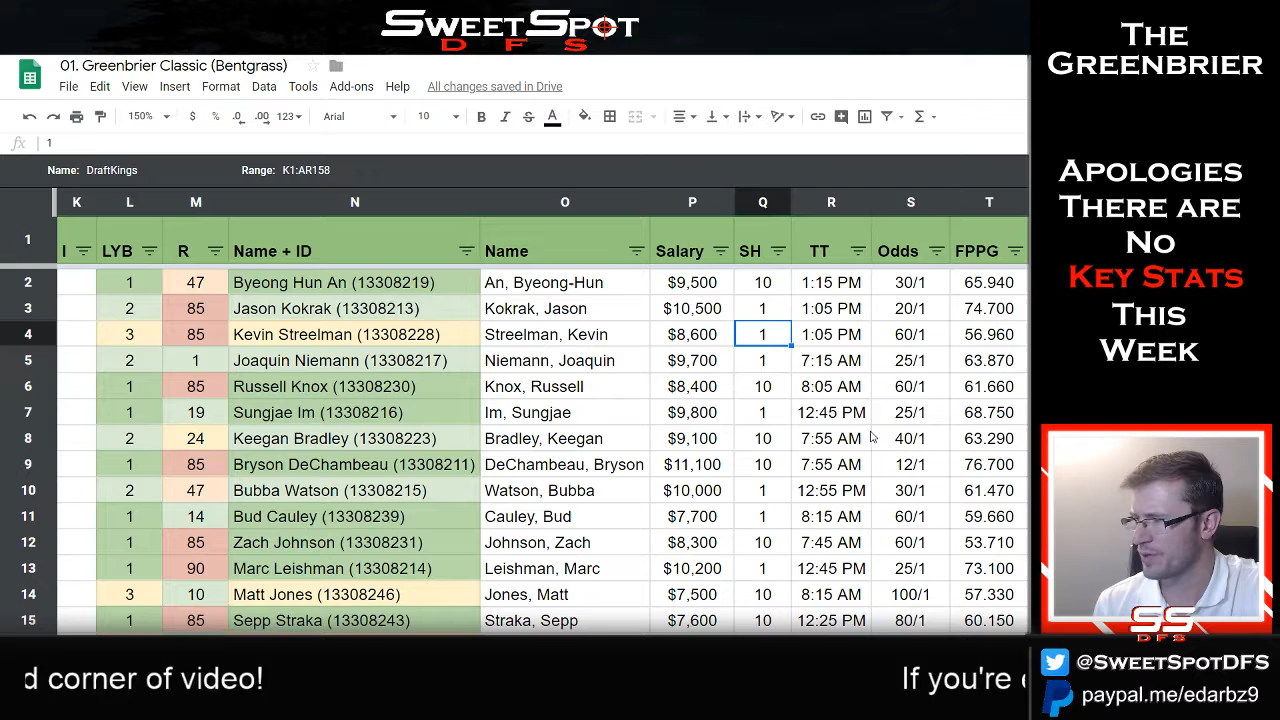 SweetSpot
DFS
01. Greenbrier Classic (Bentgrass)
File Edit View Insert Format Data Tools Add-ons Help All changes saved in Drive
150% $ % .0 .00 123 Arial 10 B I S A
fx 1
Name: DraftKings Range: K1:AR158
K L M N O P Q R S T
1 I LYB R Name + ID Name Salary SH TT Odds FPPG
2 1 47 Byeong Hun An (13308219) An, Byeong-Hun $9,500 10 1:15 PM 30/1 65.940
3 2 85 Jason Kokrak (13308213) Kokrak, Jason $10,500 1 1:05 PM 20/1 74.700
4 3 85 Kevin Streelman (13308228) Streelman, Kevin $8,600 1 1:05 PM 60/1 56.960
5 2 1 Joaquin Niemann (13308217) Niemann, Joaquin $9,700 1 7:15 AM 25/1 63.870
6 1 85 Russell Knox (13308230) Knox, Russell $8,400 10 8:05 AM 60/1 61.660
7 1 19 Sungjae Im (13308216) Im, Sungjae $9,800 1 12:45 PM 25/1 68.750
8 2 24 Keegan Bradley (13308223) Bradley, Keegan $9,100 10 7:55 AM 40/1 63.290
9 1 85 Bryson DeChambeau (13308211) DeChambeau, Bryson $11,100 10 7:55 AM 12/1 76.700
10 2 47 Bubba Watson (13308215) Watson, Bubba $10,000 1 12:55 PM 30/1 61.470
11 1 14 Bud Cauley (13308239) Cauley, Bud $7,700 1 8:15 AM 60/1 59.660
12 1 85 Zach Johnson (13308231) Johnson, Zach $8,300 10 7:45 AM 60/1 53.710
13 1 90 Marc Leishman (13308214) Leishman, Marc $10,200 1 12:45 PM 25/1 73.100
14 3 10 Matt Jones (13308246) Jones, Matt $7,500 10 8:15 AM 100/1 57.330
15 1 85 Sepp Straka (13308243) Straka, Sepp $7,600 10 12:25 PM 80/1 60.150
The
Greenbrier
Apologies
There are
No
Key Stats
This
Week
SS
DFS
@SweetSpotDFS
paypal.me/edarbz9
d corner of video! If you're